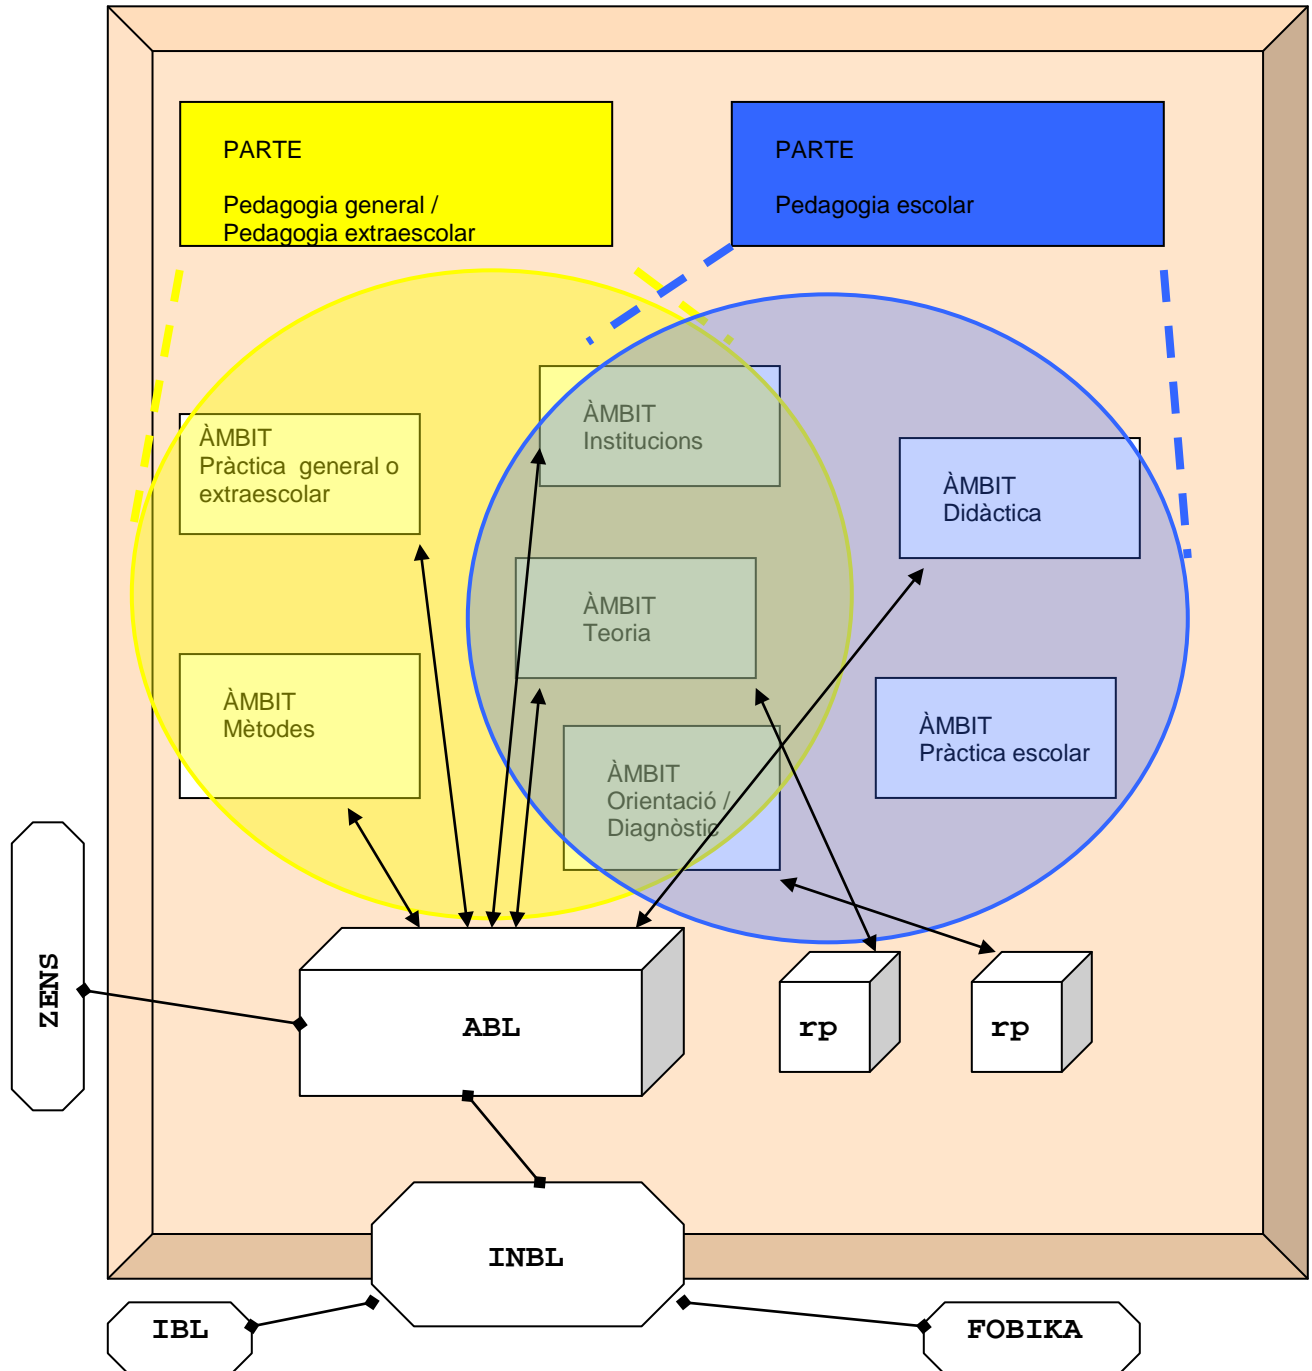 PARTE
Pedagogia general /
Pedagogia extraescolar
PARTE
Pedagogia escolar
ÀMBIT
Institucions
ÀMBIT
Pràctica general o
extraescolar
ÀMBIT
Didàctica
ÀMBIT
Teoria
ÀMBIT
Mètodes
ÀMBIT
Pràctica escolar
ÀMBIT
Orientació /
Diagnòstic
ZENS
ABL
rp
rp
INBL
IBL
FOBIKA